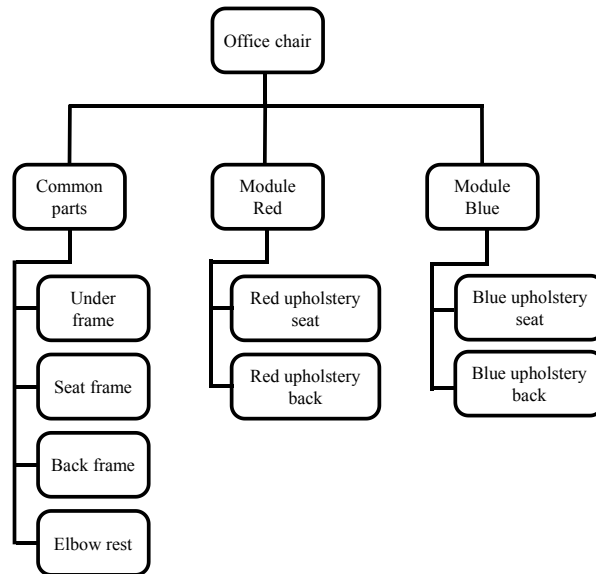 Office chair
Common
parts
Module
Red
Module
Blue
Under
frame
Seat frame
Back frame
Elbow rest
Red upholstery
seat
Red upholstery
back
Blue upholstery
seat
Blue upholstery
back